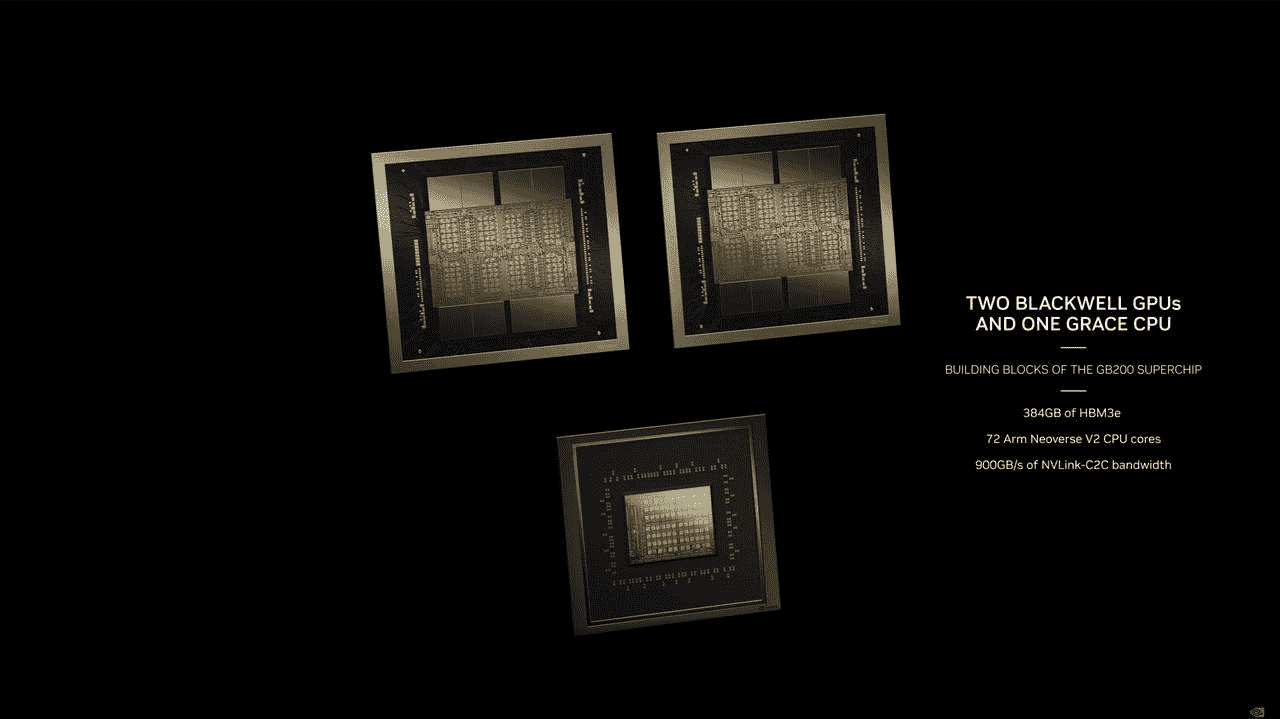 TWO BLACKWELL GPUs
AND ONE GRACE CPU
BUILDING BLOCKS OF THE GB200 SUPERCHIP
384GB of HBM3e
72 Arm Neoverse V2 CPU cores
900GB/s of NVLink-C2C bandwidth